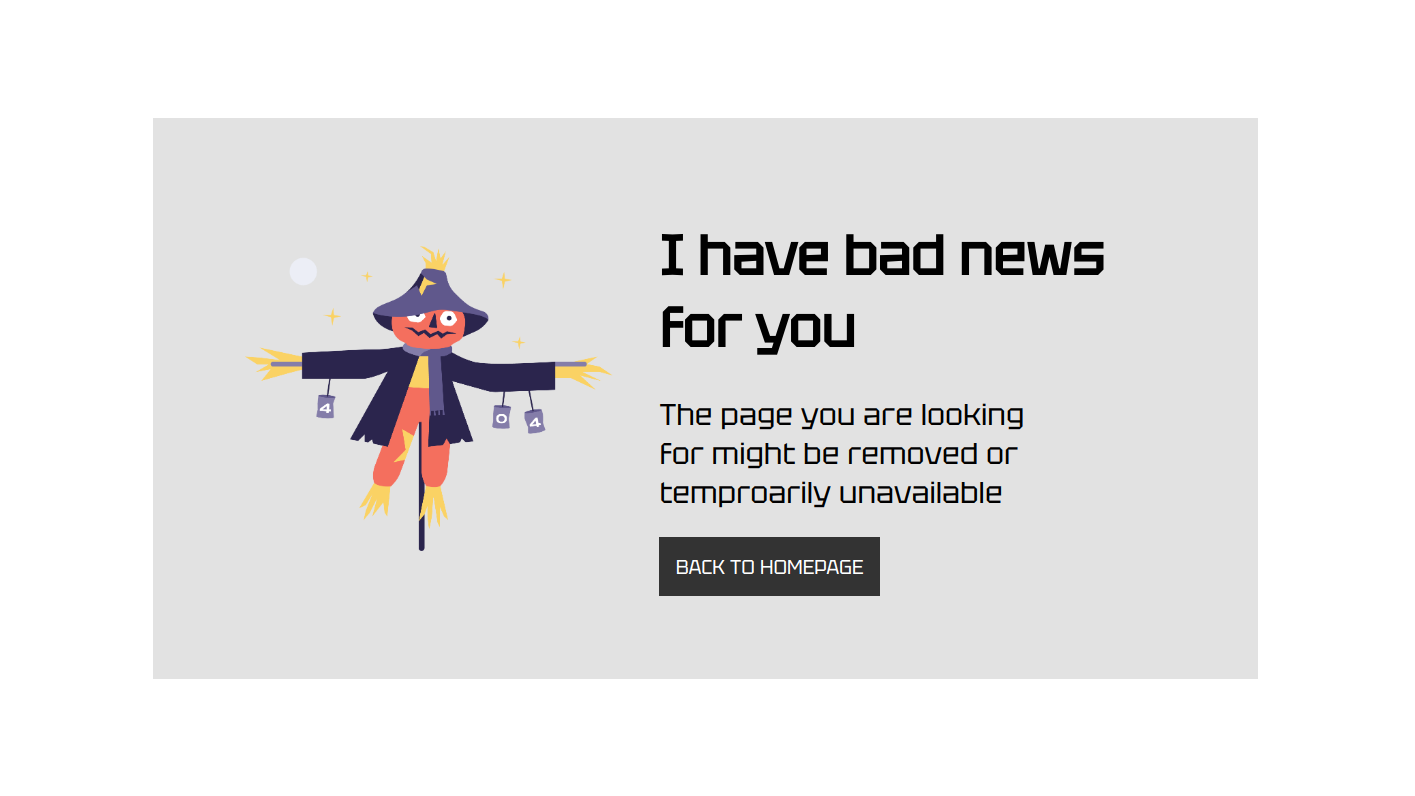 I have bad news
for you
4
0
4
The page you are looking
for might be removed or
temproarily unavailable
BACK TO HOMEPAGE